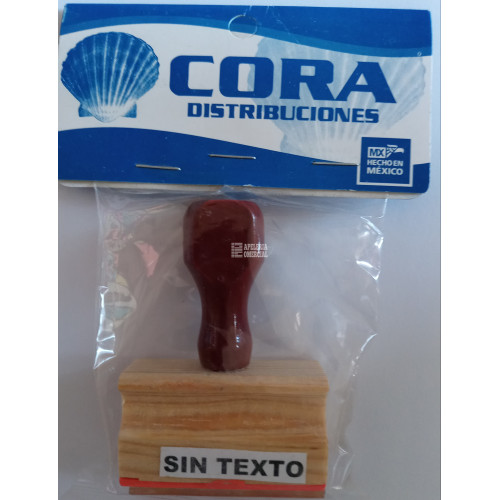 CORA
DISTRIBUCIONES
MX
HECHO EN
MÉXICO
SIN TEXTO